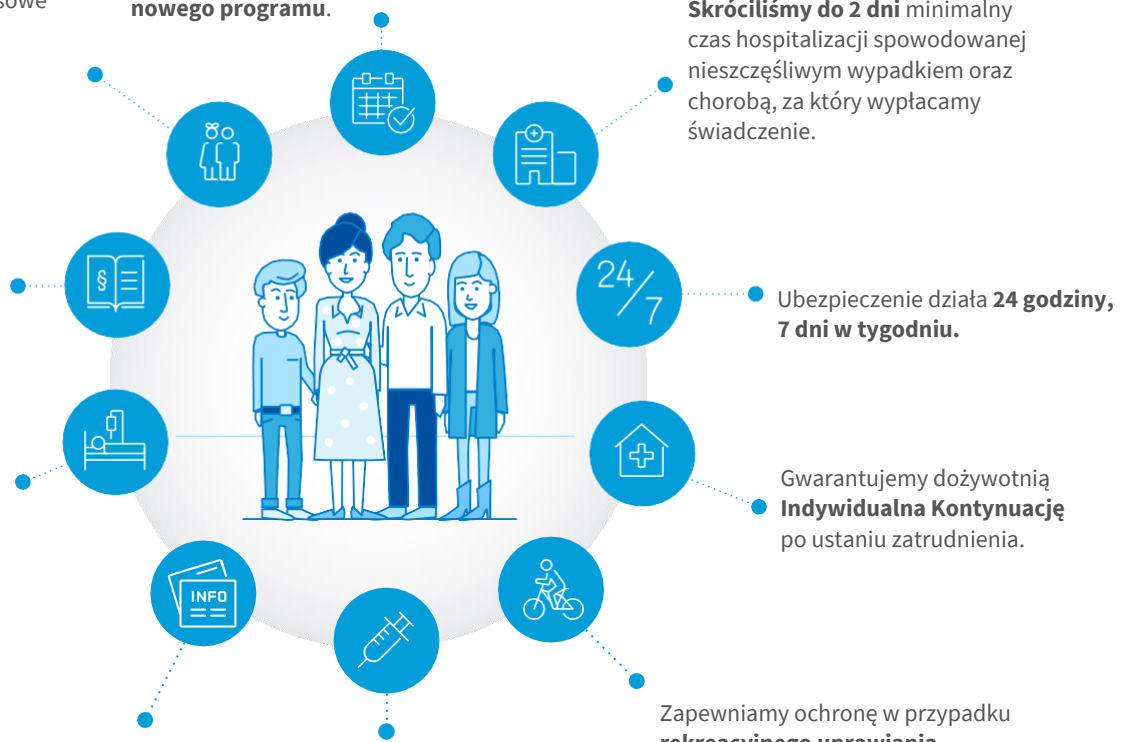 nowego programu.
Skróciliśmy do 2 dni minimalny
czas hospitalizacji spowodowanej
nieszczęśliwym wypadkiem oraz
chorobą, za który wypłacamy
świadczenie.
§
24/7
Ubezpieczenie działa 24 godziny,
7 dni w tygodniu.
Gwarantujemy dożywotnią
Indywidualna Kontynuację
po ustaniu zatrudnienia.
INFO
Zapewniamy ochronę w przypadku
rekreacyjnego uprawiania